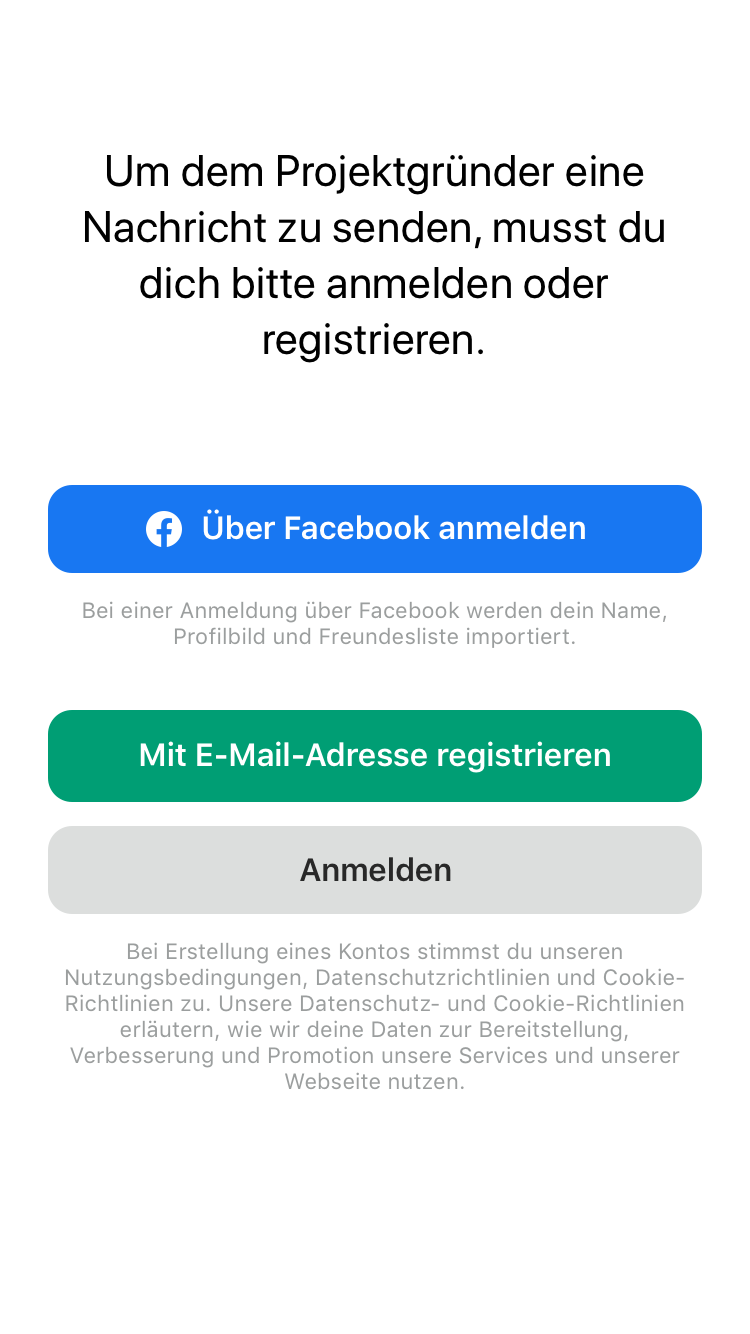 Um dem Projektgründer eine
Nachricht zu senden, musst du
dich bitte anmelden oder
registrieren.
Über Facebook anmelden
Bei einer Anmeldung über Facebook werden dein Name,
Profilbild und Freundesliste importiert.
Mit E-Mail-Adresse registrieren
Anmelden
Bei Erstellung eines Kontos stimmst du unseren
Nutzungsbedingungen, Datenschutzrichtlinien und Cookie-
Richtlinien zu. Unsere Datenschutz- und Cookie-Richtlinien
erläutern, wie wir deine Daten zur Bereitstellung,
Verbesserung und Promotion unsere Services und unserer
Webseite nutzen.